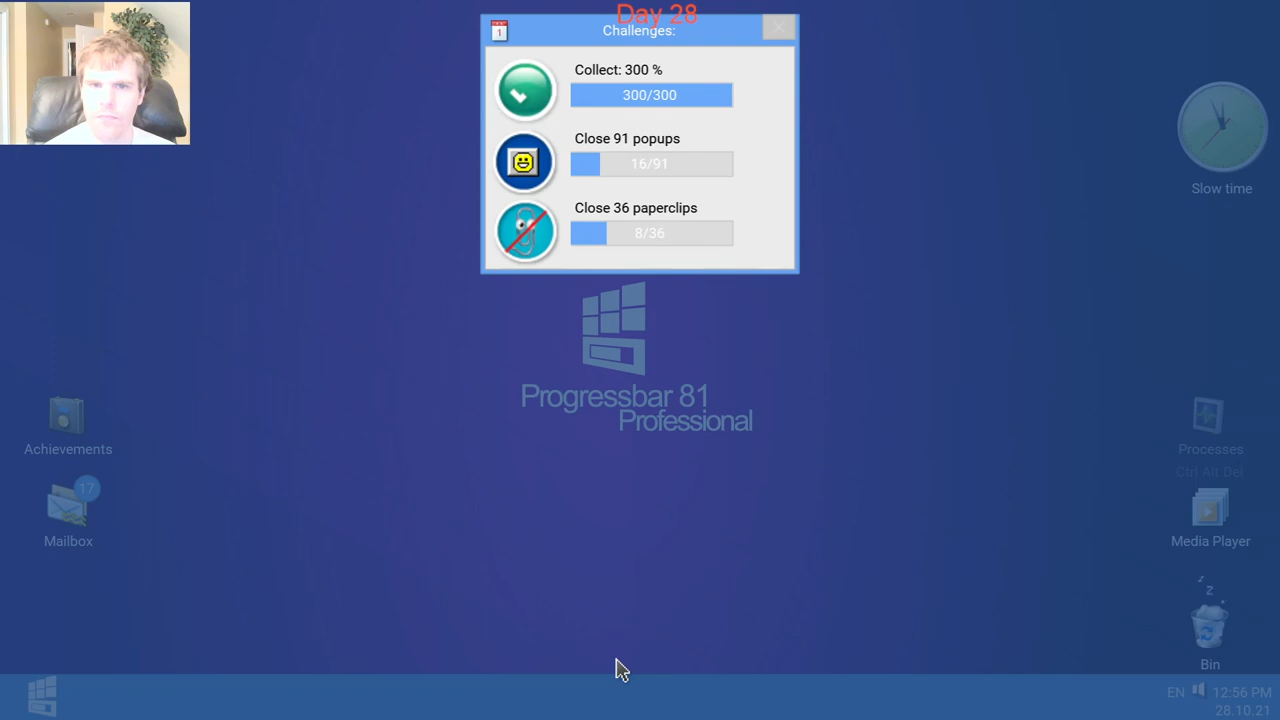 Day 28
Challenges:
Collect: 300 %
300/300
Close 91 popups
16/91
Close 36 paperclips
8/36
Slow time
Progressbar 81
Professional
Achievements
17
Mailbox
Processes
Ctrl Alt Del
Media Player
z
Z
Bin
EN 12:56 PM
28.10.21
1